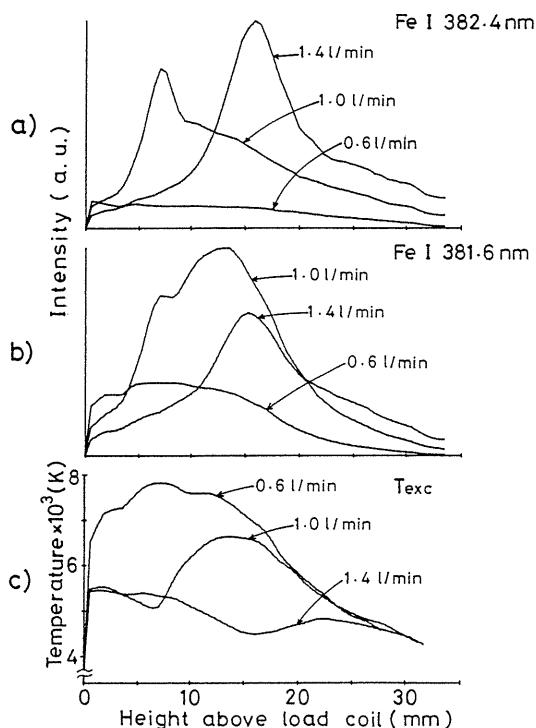 Fe I 382·4 nm
1·4 l/min
1·0 l/min
0·6 l/min
a)
Intensity (a.u.)
Fe I 381·6 nm
1·0 l/min
1·4 l/min
0·6 l/min
b)
8
6
4
Temperature ×10³ (K)
Texc
0·6 l/min
1·0 l/min
1·4 l/min
c)
0 10 20 30 (mm)
Height above load coil (mm)